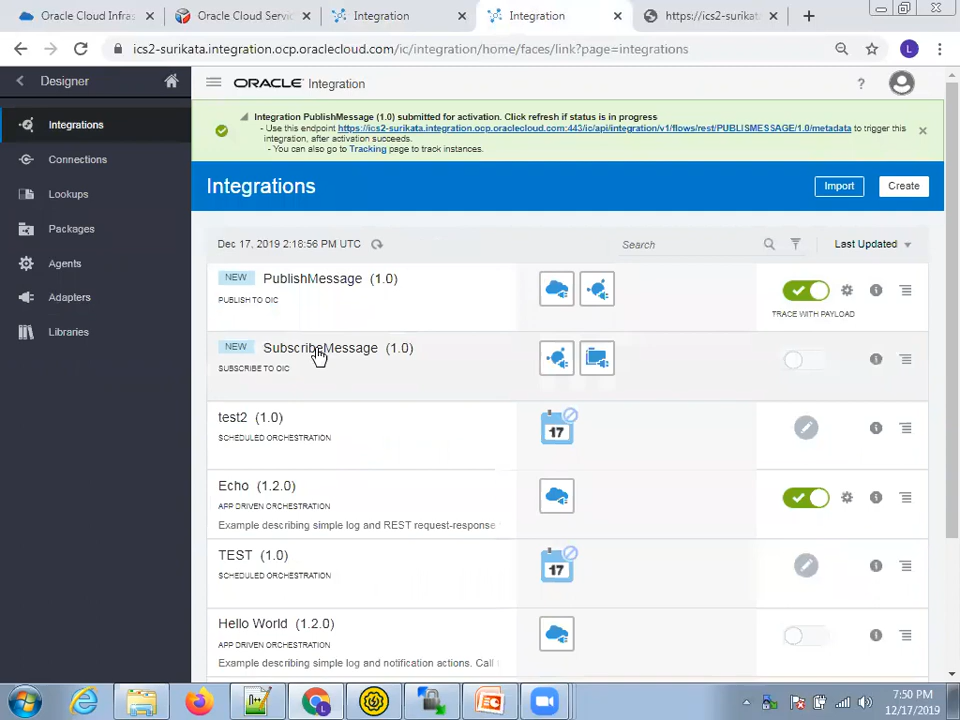 Oracle Cloud Infras
Oracle Cloud Servi
Integration
Integration
https://ics2-surikata
ics2-surikata.integration.ocp.oraclecloud.com/ic/integration/home/faces/link?page=integrations
L
Designer
ORACLE Integration
?
Integrations
Connections
Lookups
Packages
Agents
Adapters
Libraries
Integration PublishMessage (1.0) submitted for activation. Click refresh if status is in progress
- Use this endpoint https://ics2-surikata.integration.ocp.oraclecloud.com:443/ic/api/integration/v1/flows/rest/PUBLISMESSAGE/1.0/metadata to trigger this
integration, after activation succeeds.
- You can also go to Tracking page to track instances.
Integrations
Import
Create
Dec 17, 2019 2:18:56 PM UTC
Search
Last Updated
NEW PublishMessage (1.0)
PUBLISH TO OIC
TRACE WITH PAYLOAD
NEW SubscribeMessage (1.0)
SUBSCRIBE TO OIC
test2 (1.0)
SCHEDULED ORCHESTRATION
17
Echo (1.2.0)
APP DRIVEN ORCHESTRATION
Example describing simple log and REST request-response
TEST (1.0)
SCHEDULED ORCHESTRATION
17
Hello World (1.2.0)
APP DRIVEN ORCHESTRATION
Example describing simple log and notification actions. Call
7:50 PM
12/17/2019